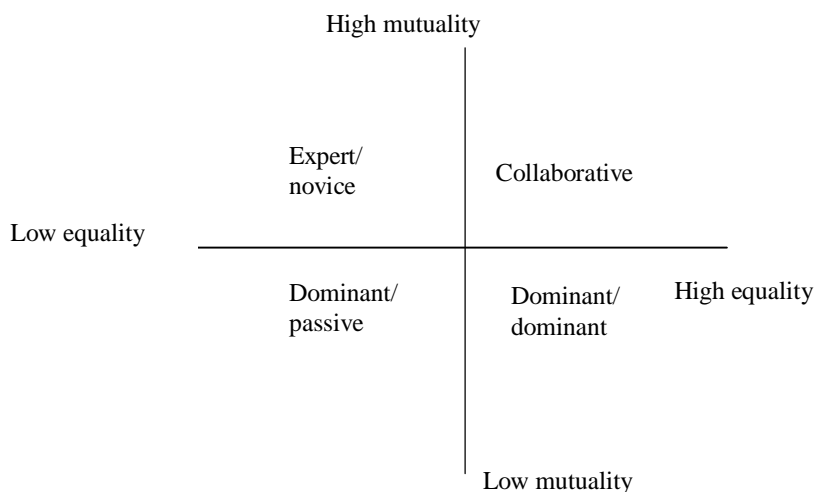 High mutuality
Expert/
novice
Collaborative
Low equality
Dominant/
passive
Dominant/
dominant
High equality
Low mutuality